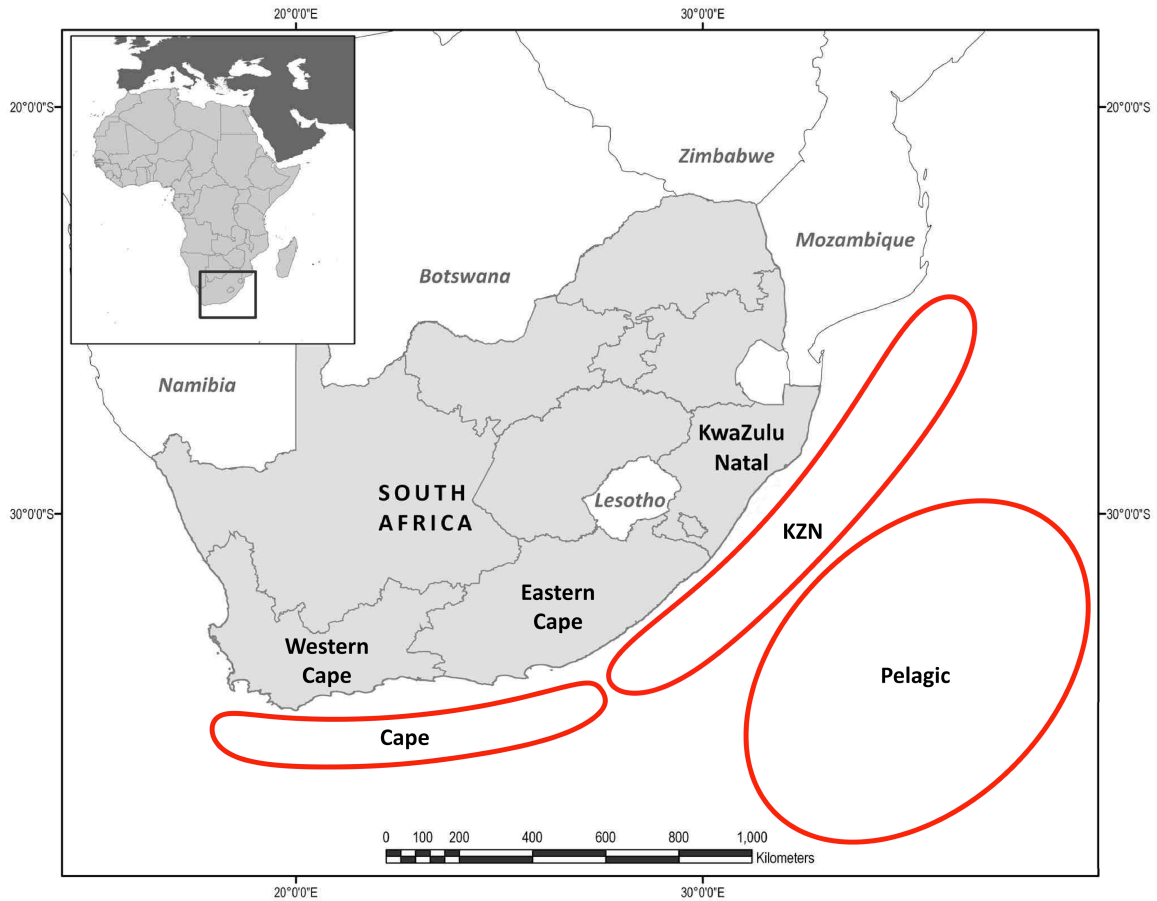 20°0'0"E
30°0'0"E
20°0'0"S
20°0'0"S
Zimbabwe
Mozambique
Botswana
Namibia
KwaZulu
Natal
SOUTH
AFRICA
Lesotho
30°0'0"S
30°0'0"S
KZN
Eastern
Cape
Western
Cape
Pelagic
Cape
0 100 200 400 600 800 1,000
Kilometers
20°0'0"E
30°0'0"E